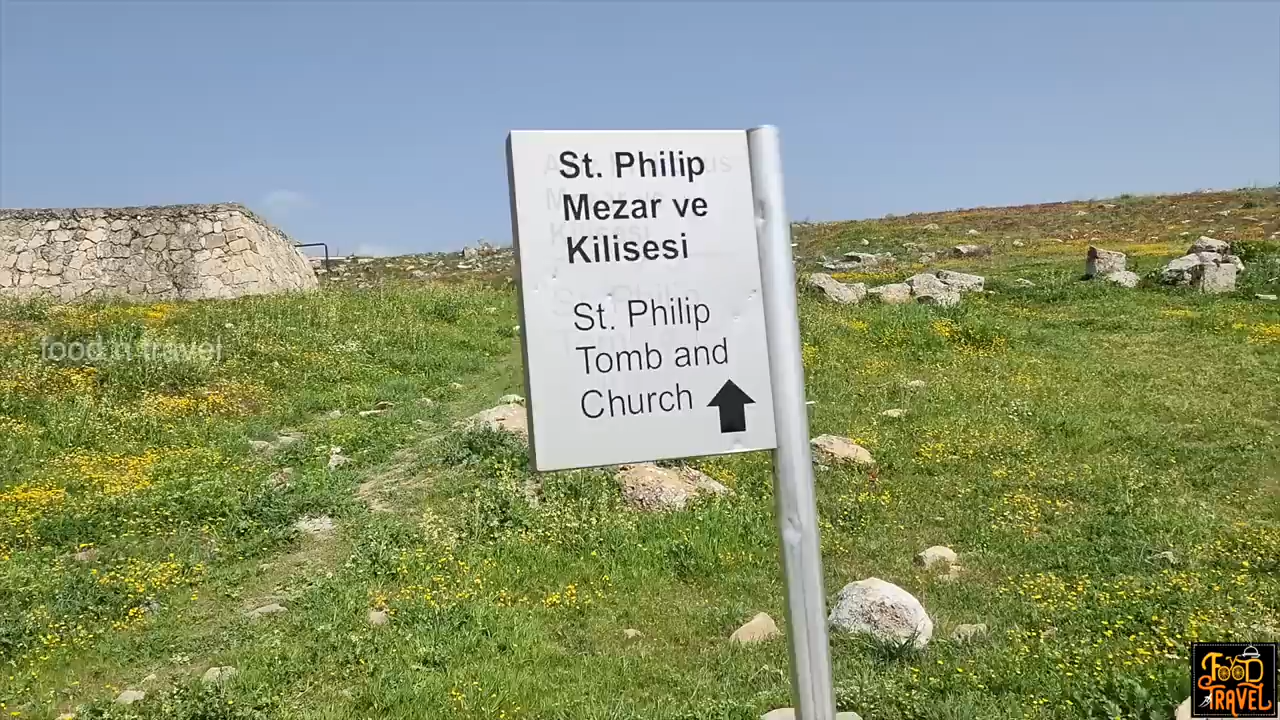 St. Philip
Mezar ve
Kilisesi
St. Philip
Tomb and
Church
food n travel
FOOD
TRAVEL